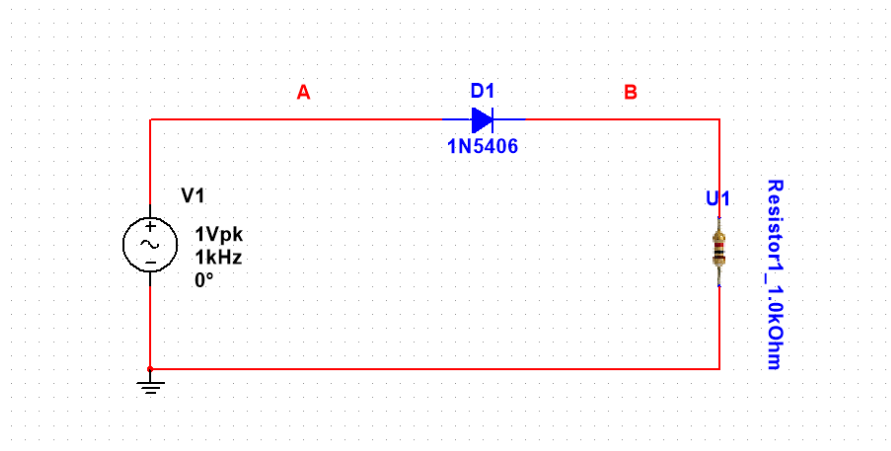 A
D1
B
1N5406
V1
1Vpk
1kHz
0°
U1
Resistor1_1.0kOhm